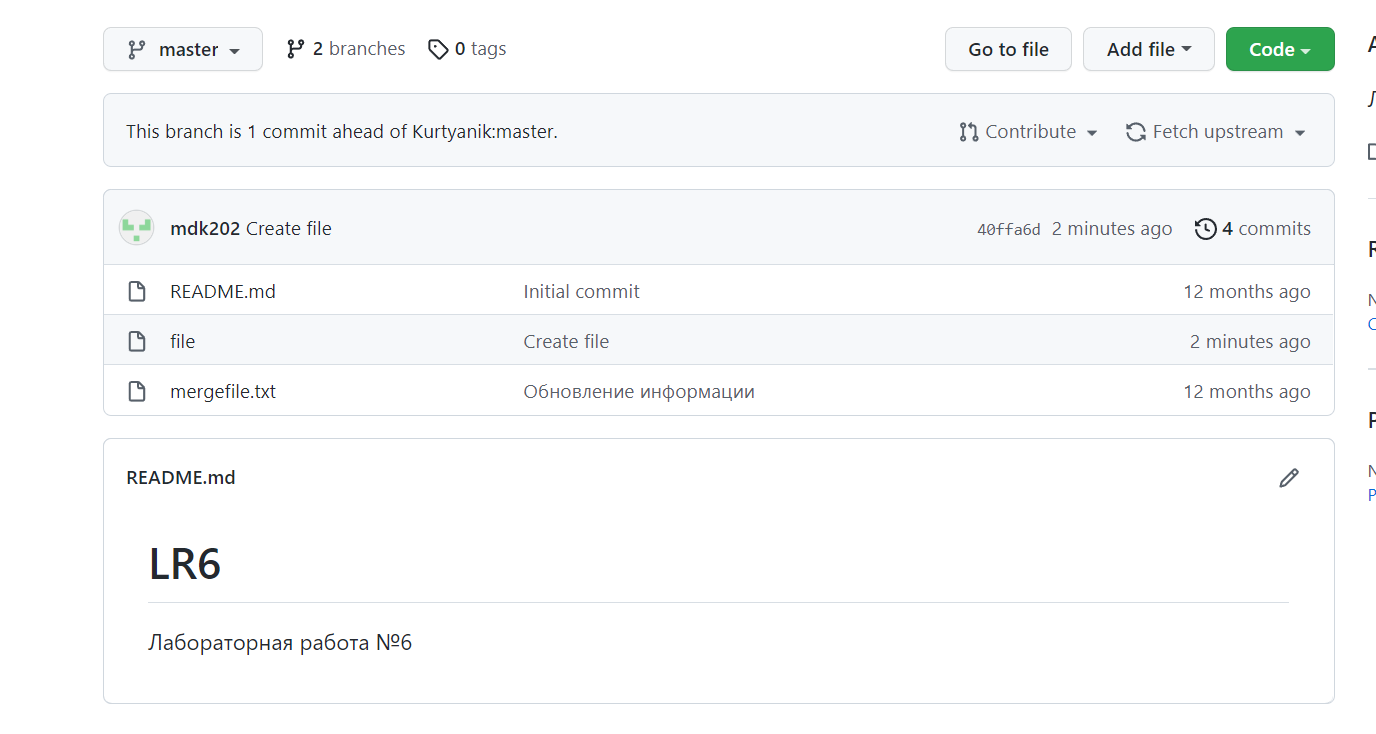 master 2 branches 0 tags Go to file Add file Code
This branch is 1 commit ahead of Kurtyanik:master. Contribute Fetch upstream
mdk202 Create file 40ffa6d 2 minutes ago 4 commits
README.md Initial commit 12 months ago
file Create file 2 minutes ago
mergefile.txt Обновление информации 12 months ago
README.md
LR6
Лабораторная работа №6